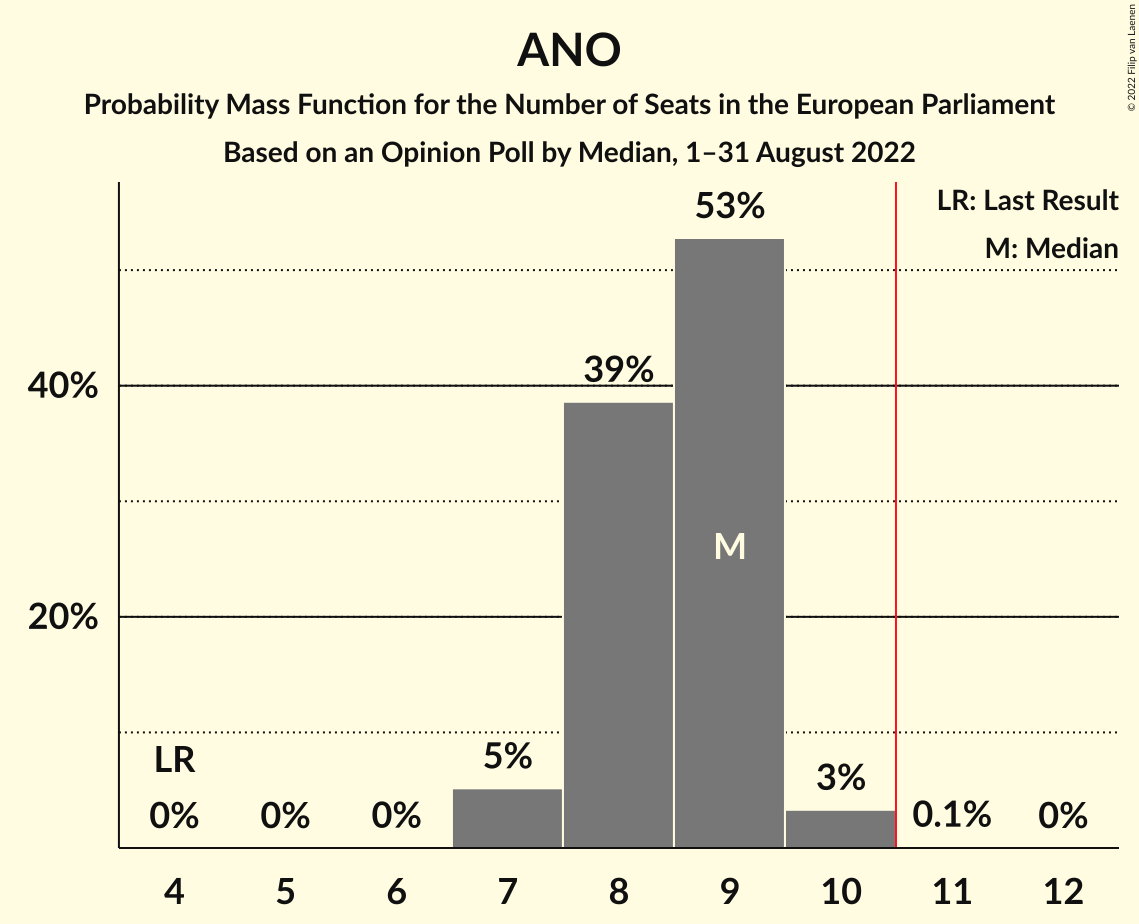 ANO
Probability Mass Function for the Number of Seats in the European Parliament
Based on an Opinion Poll by Median, 1–31 August 2022
© 2022 Filip van Laenen
LR: Last Result
M: Median
53%
39%
40%
M
20%
LR
5%
3%
0% 0% 0% 0.1% 0%
4 5 6 7 8 9 10 11 12